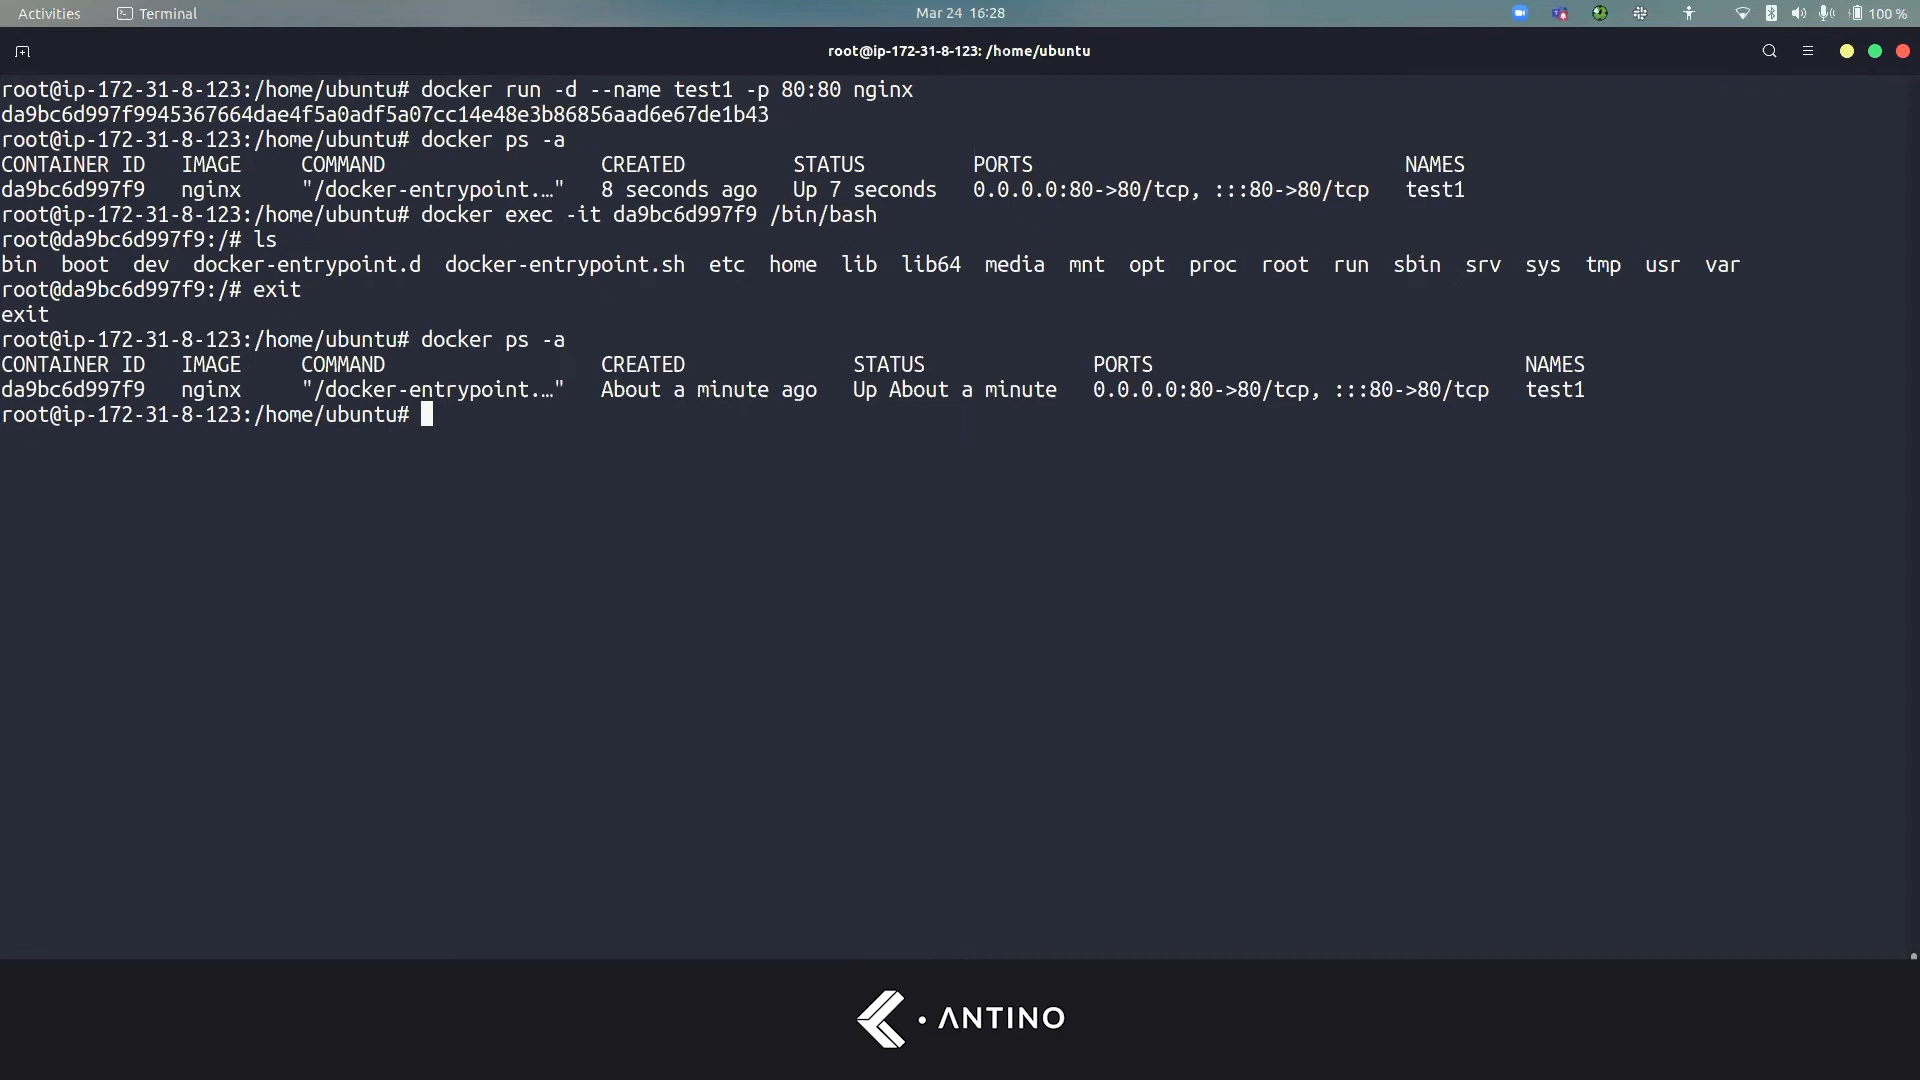 Activities Terminal Mar 24 16:28 100 %
root@ip-172-31-8-123: /home/ubuntu
root@ip-172-31-8-123:/home/ubuntu# docker run -d --name test1 -p 80:80 nginx
da9bc6d997f9945367664dae4f5a0adf5a07cc14e48e3b86856aad6e67de1b43
root@ip-172-31-8-123:/home/ubuntu# docker ps -a
CONTAINER ID   IMAGE     COMMAND                  CREATED         STATUS         PORTS                               NAMES
da9bc6d997f9   nginx     "/docker-entrypoint.…"   8 seconds ago   Up 7 seconds   0.0.0.0:80->80/tcp, :::80->80/tcp   test1
root@ip-172-31-8-123:/home/ubuntu# docker exec -it da9bc6d997f9 /bin/bash
root@da9bc6d997f9:/# ls
bin  boot  dev  docker-entrypoint.d  docker-entrypoint.sh  etc  home  lib  lib64  media  mnt  opt  proc  root  run  sbin  srv  sys  tmp  usr  var
root@da9bc6d997f9:/# exit
exit
root@ip-172-31-8-123:/home/ubuntu# docker ps -a
CONTAINER ID   IMAGE     COMMAND                  CREATED              STATUS              PORTS                               NAMES
da9bc6d997f9   nginx     "/docker-entrypoint.…"   About a minute ago   Up About a minute   0.0.0.0:80->80/tcp, :::80->80/tcp   test1
root@ip-172-31-8-123:/home/ubuntu#
ANTINO